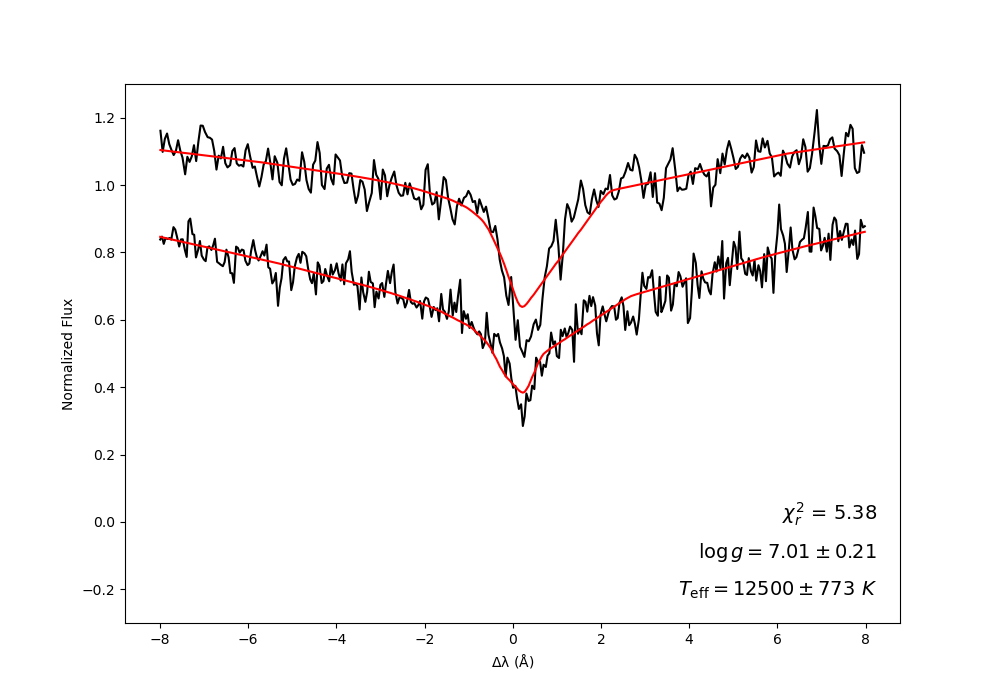 1.2
1.0
0.8
0.6
0.4
0.2
0.0
−0.2
Normalized Flux
χ²ᵣ = 5.38
log g = 7.01 ± 0.21
T_eff = 12500 ± 773 K
−8 −6 −4 −2 0 2 4 6 8
Δλ (Å)